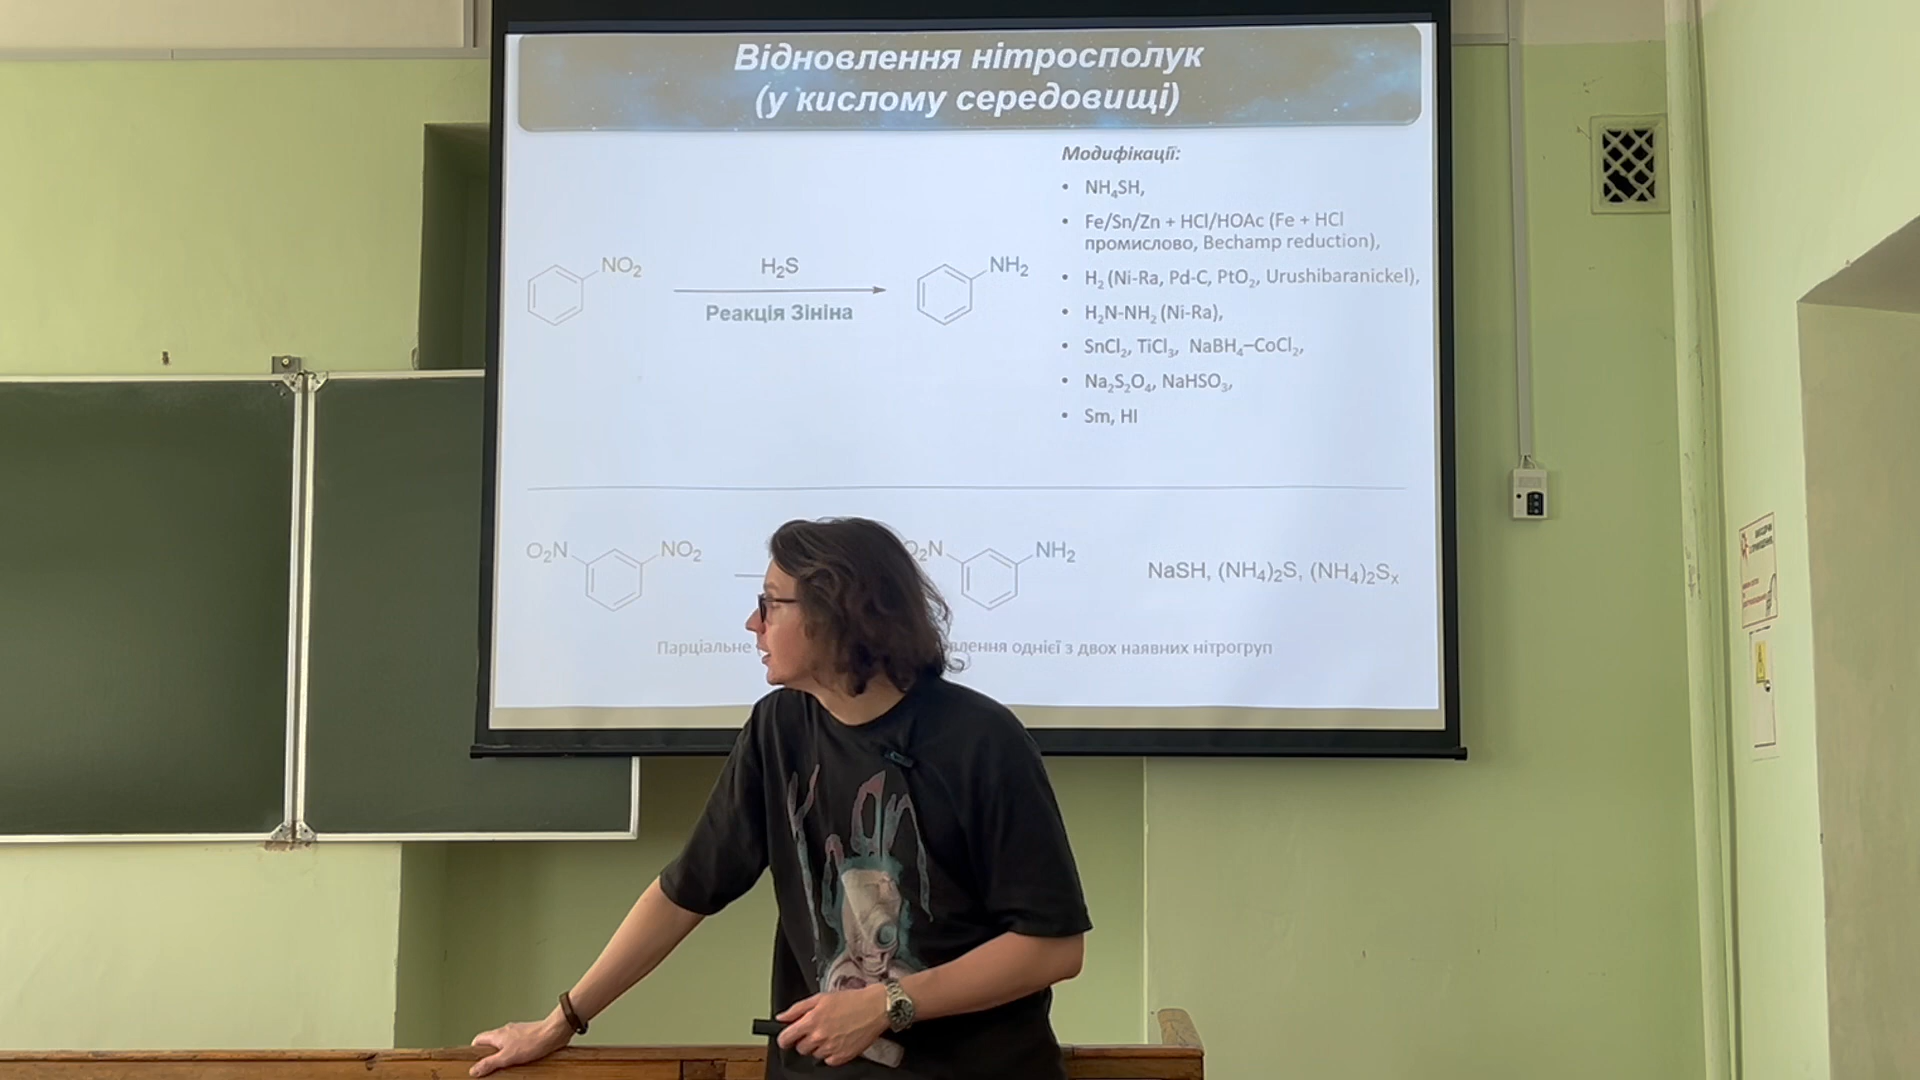 Відновлення нітросполук
(у кислому середовищі)
Модифікації:
• NH₄SH,
• Fe/Sn/Zn + HCl/HOAc (Fe + HCl
промислово, Bechamp reduction),
• H₂ (Ni-Ra, Pd-C, PtO₂, Urushibaranickel),
• H₂N-NH₂ (Ni-Ra),
• SnCl₂, TiCl₃, NaBH₄–CoCl₂,
• Na₂S₂O₄, NaHSO₃,
• Sm, HI
NO₂
H₂S
Реакція Зініна
NH₂
O₂N
NO₂
O₂N
NH₂
NaSH, (NH₄)₂S, (NH₄)₂Sₓ
Парціальне однієї з двох наявних нітрогруп